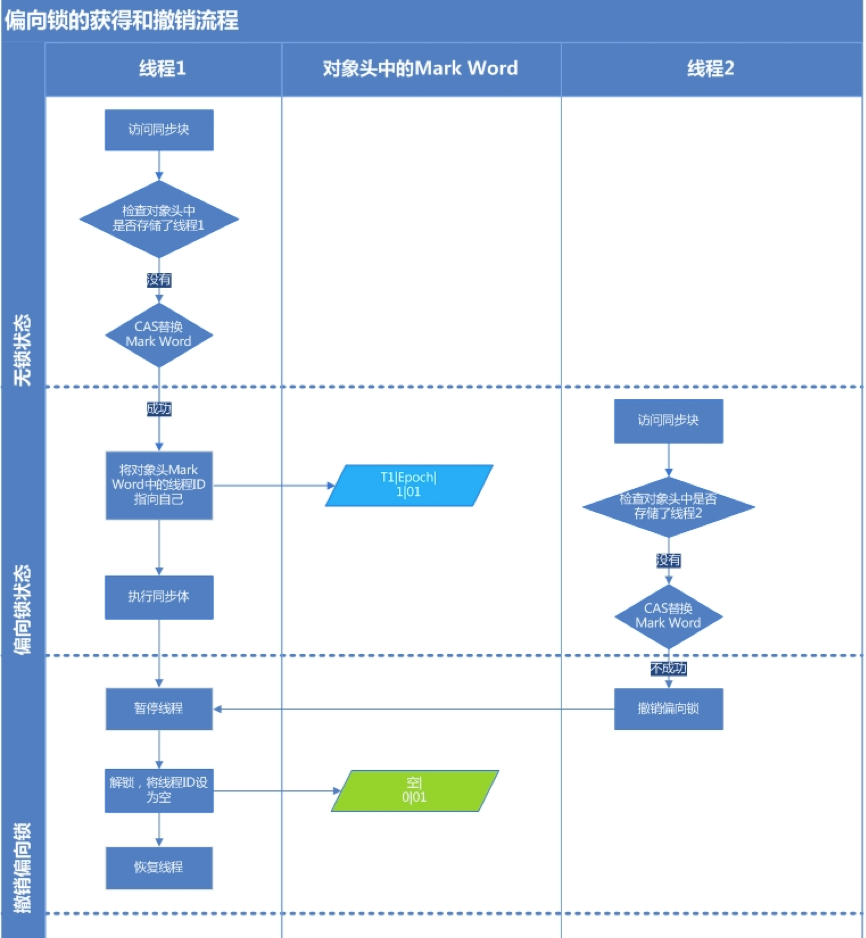 偏向锁的获得和撤销流程
线程1
对象头中的Mark Word
线程2
无锁状态
访问同步块
检查对象头中
是否存储了线程1
没有
CAS替换
Mark Word
偏向锁状态
成功
将对象头Mark
Word中的线程ID
指向自己
T1|Epoch|
1|01
执行同步体
访问同步块
检查对象头中是否
存储了线程2
没有
CAS替换
Mark Word
不成功
撤销偏向锁
撤销偏向锁
暂停线程
解锁，将线程ID设
为空
空|
0|01
恢复线程